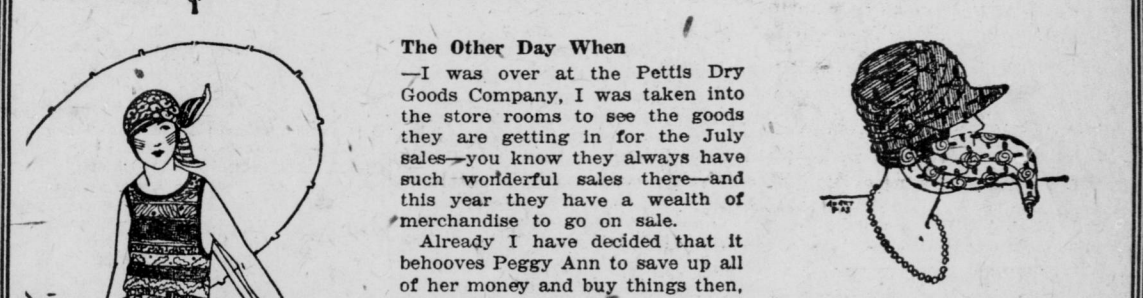 The Other Day When
—I was over at the Pettis Dry
Goods Company, I was taken into
the store rooms to see the goods
they are getting in for the July
sales—you know they always have
such wonderful sales there—and
this year they have a wealth of
merchandise to go on sale.
Already I have decided that it
behooves Peggy Ann to save up all
of her money and buy things then,